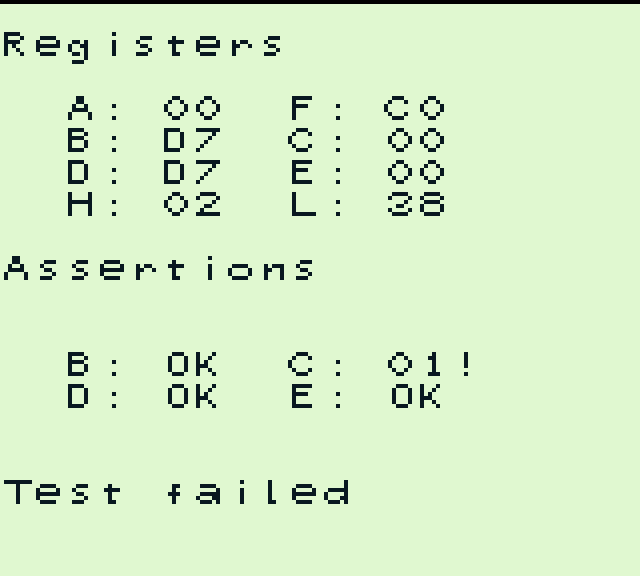 Registers
A: 00 F: C0
B: D7 C: 00
D: D7 E: 00
H: 02 L: 38
Assertions
B: OK C: 01!
D: OK E: OK
Test failed